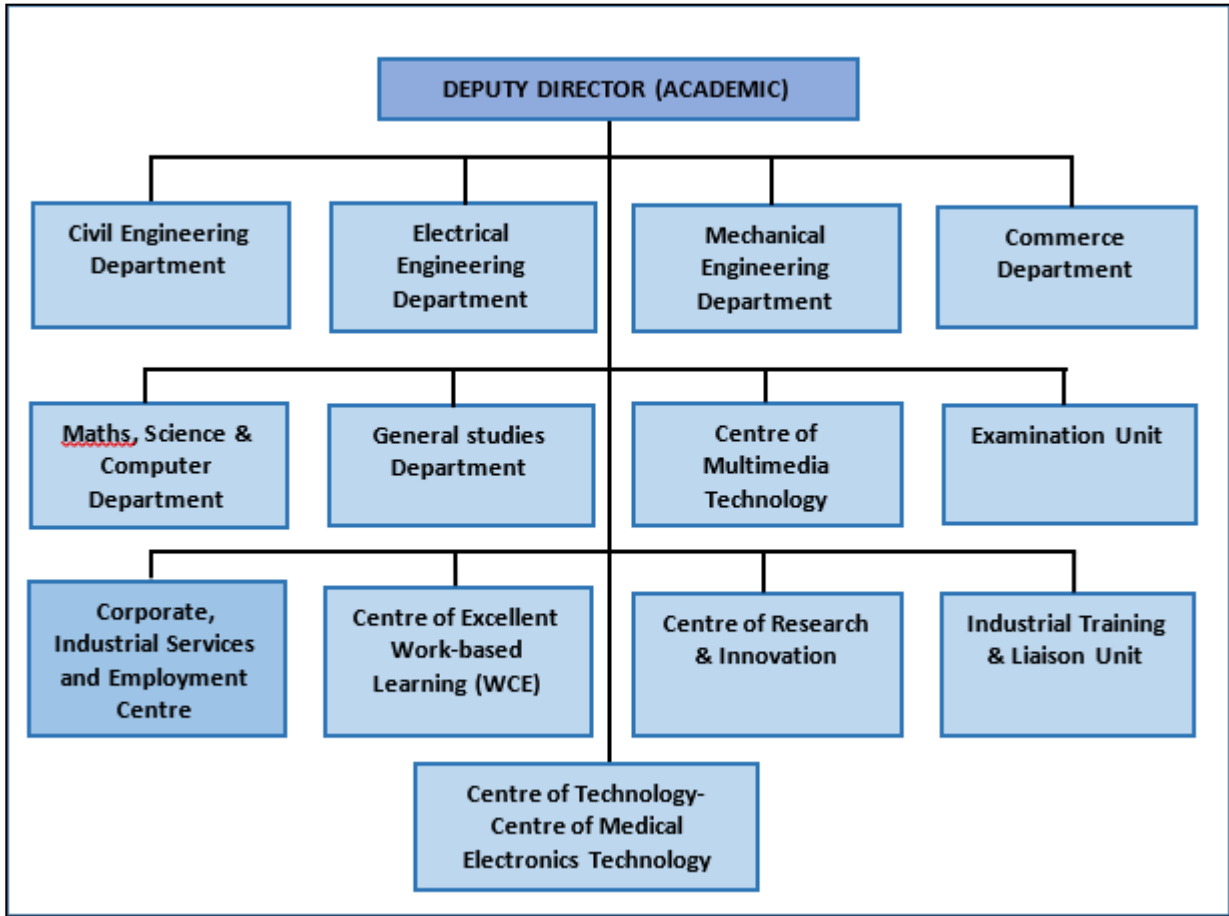 DEPUTY DIRECTOR (ACADEMIC)
Civil Engineering
Department
Electrical
Engineering
Department
Mechanical
Engineering
Department
Commerce
Department
Maths, Science &
Computer
Department
General studies
Department
Centre of
Multimedia
Technology
Examination Unit
Corporate,
Industrial Services
and Employment
Centre
Centre of Excellent
Work-based
Learning (WCE)
Centre of Research
& Innovation
Industrial Training
& Liaison Unit
Centre of Technology-
Centre of Medical
Electronics Technology